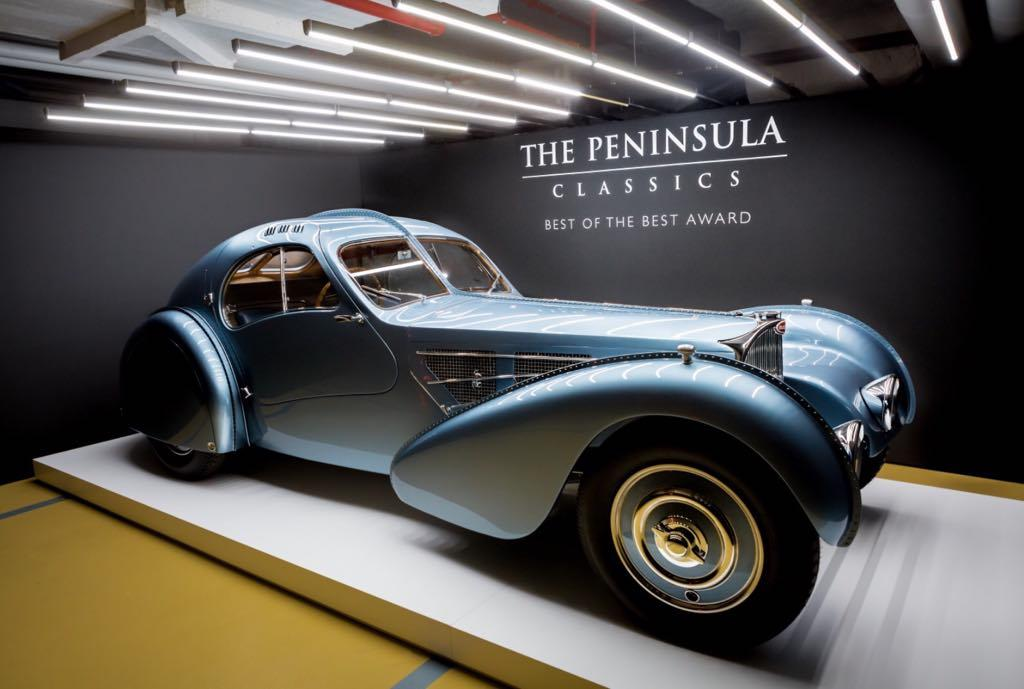 THE PENINSULA
CLASSICS
BEST OF THE BEST AWARD